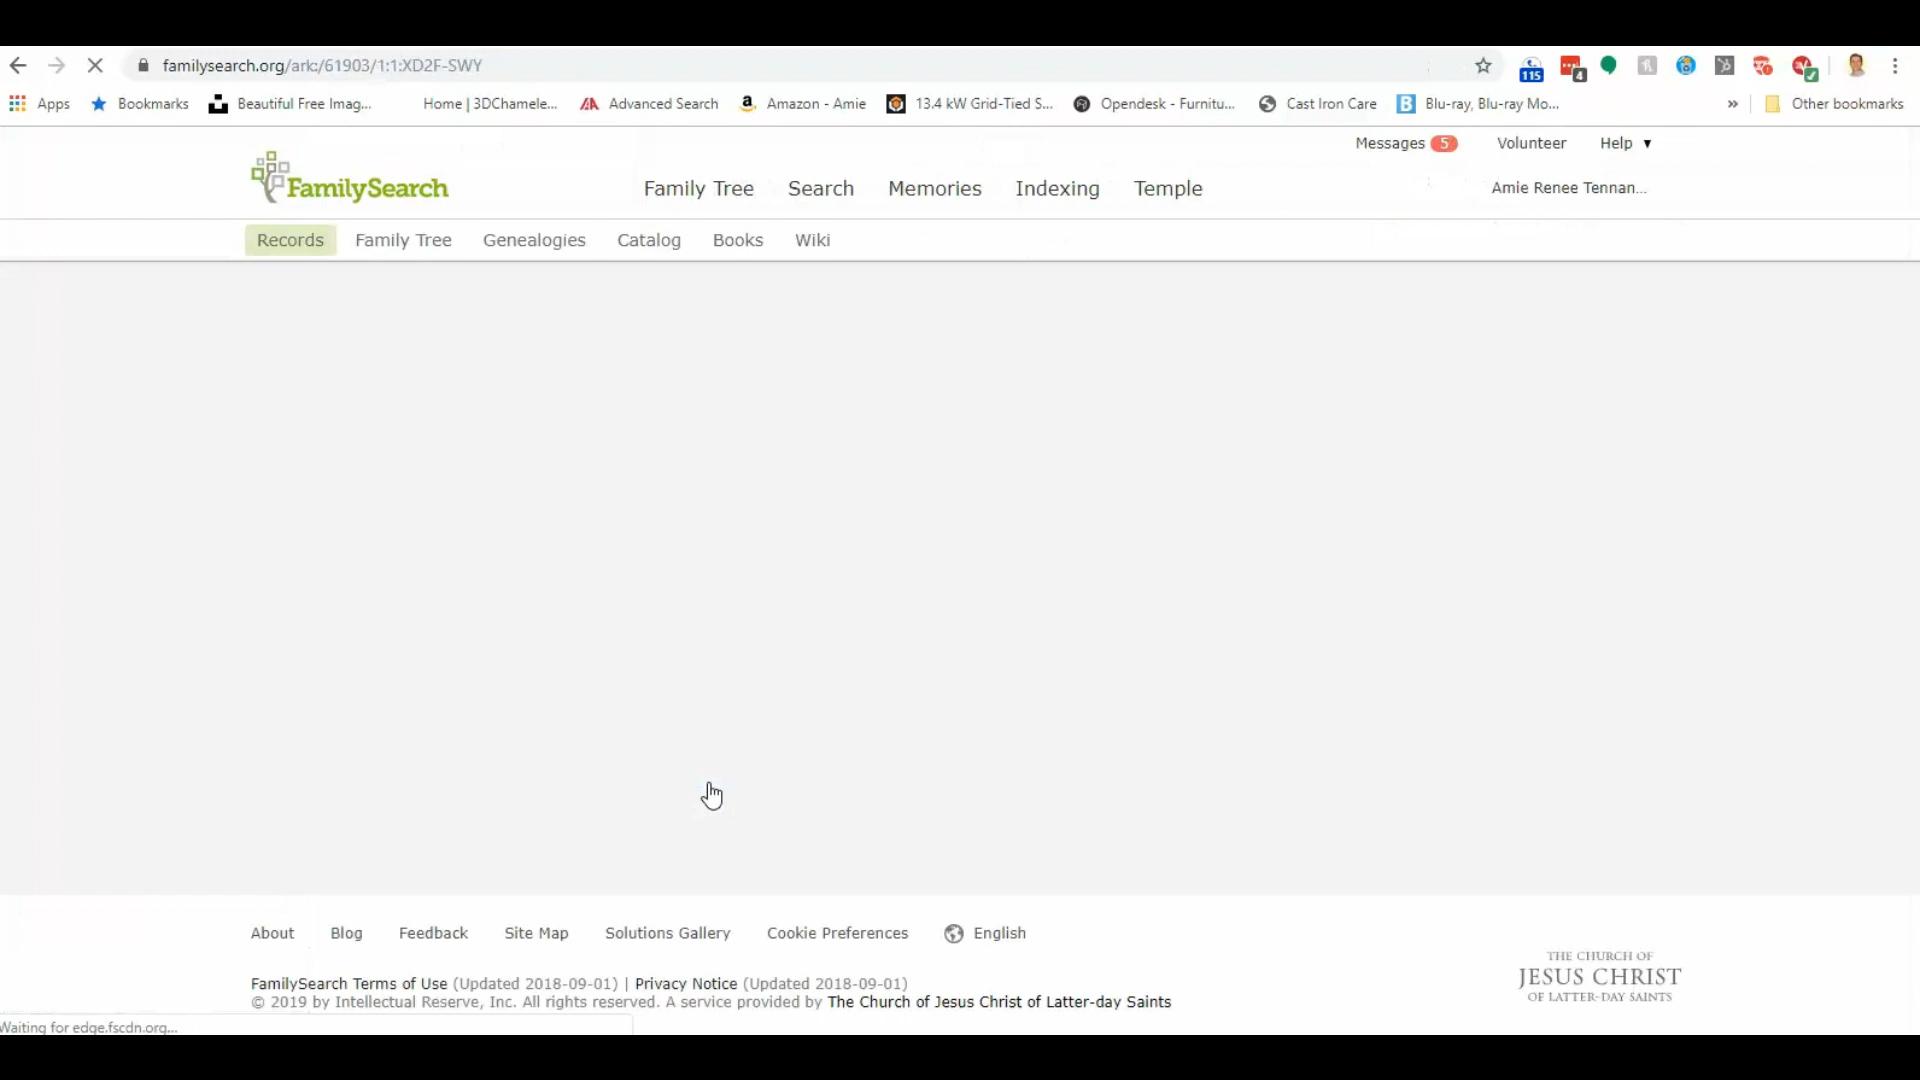 familysearch.org/ark:/61903/1:1:XD2F-SWY
115
4
Apps Bookmarks Beautiful Free Imag... Home | 3DChamele... Advanced Search Amazon - Amie 13.4 kW Grid-Tied S... Opendesk - Furnitu... Cast Iron Care Blu-ray, Blu-ray Mo... » Other bookmarks
Messages 5 Volunteer Help
FamilySearch Family Tree Search Memories Indexing Temple Amie Renee Tennan...
Records Family Tree Genealogies Catalog Books Wiki
About Blog Feedback Site Map Solutions Gallery Cookie Preferences English
THE CHURCH OF
JESUS CHRIST
OF LATTER-DAY SAINTS
FamilySearch Terms of Use (Updated 2018-09-01) | Privacy Notice (Updated 2018-09-01)
© 2019 by Intellectual Reserve, Inc. All rights reserved. A service provided by The Church of Jesus Christ of Latter-day Saints
Waiting for edge.fscdn.org...